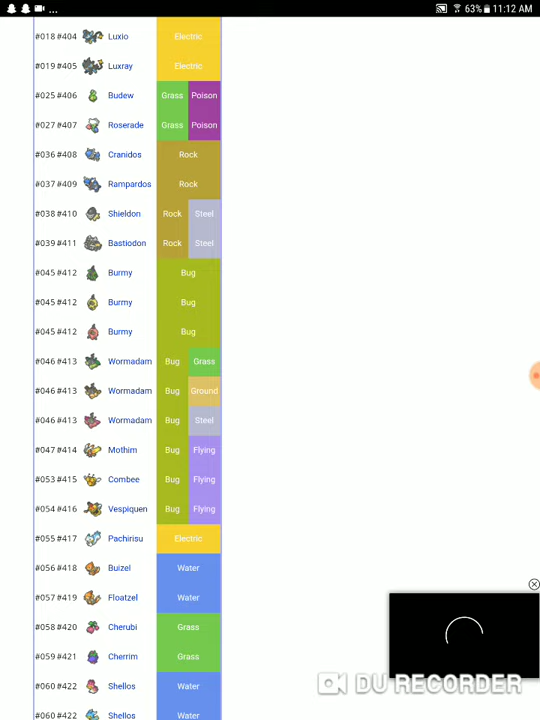 ... 63% 11:12 AM
#018 #404 Luxio Electric
#019 #405 Luxray Electric
#025 #406 Budew Grass Poison
#027 #407 Roserade Grass Poison
#036 #408 Cranidos Rock
#037 #409 Rampardos Rock
#038 #410 Shieldon Rock Steel
#039 #411 Bastiodon Rock Steel
#045 #412 Burmy Bug
#045 #412 Burmy Bug
#045 #412 Burmy Bug
#046 #413 Wormadam Bug Grass
#046 #413 Wormadam Bug Ground
#046 #413 Wormadam Bug Steel
#047 #414 Mothim Bug Flying
#053 #415 Combee Bug Flying
#054 #416 Vespiquen Bug Flying
#055 #417 Pachirisu Electric
#056 #418 Buizel Water
#057 #419 Floatzel Water
#058 #420 Cherubi Grass
#059 #421 Cherrim Grass
#060 #422 Shellos Water
#060 #422 Shellos Water
DU RECORDER